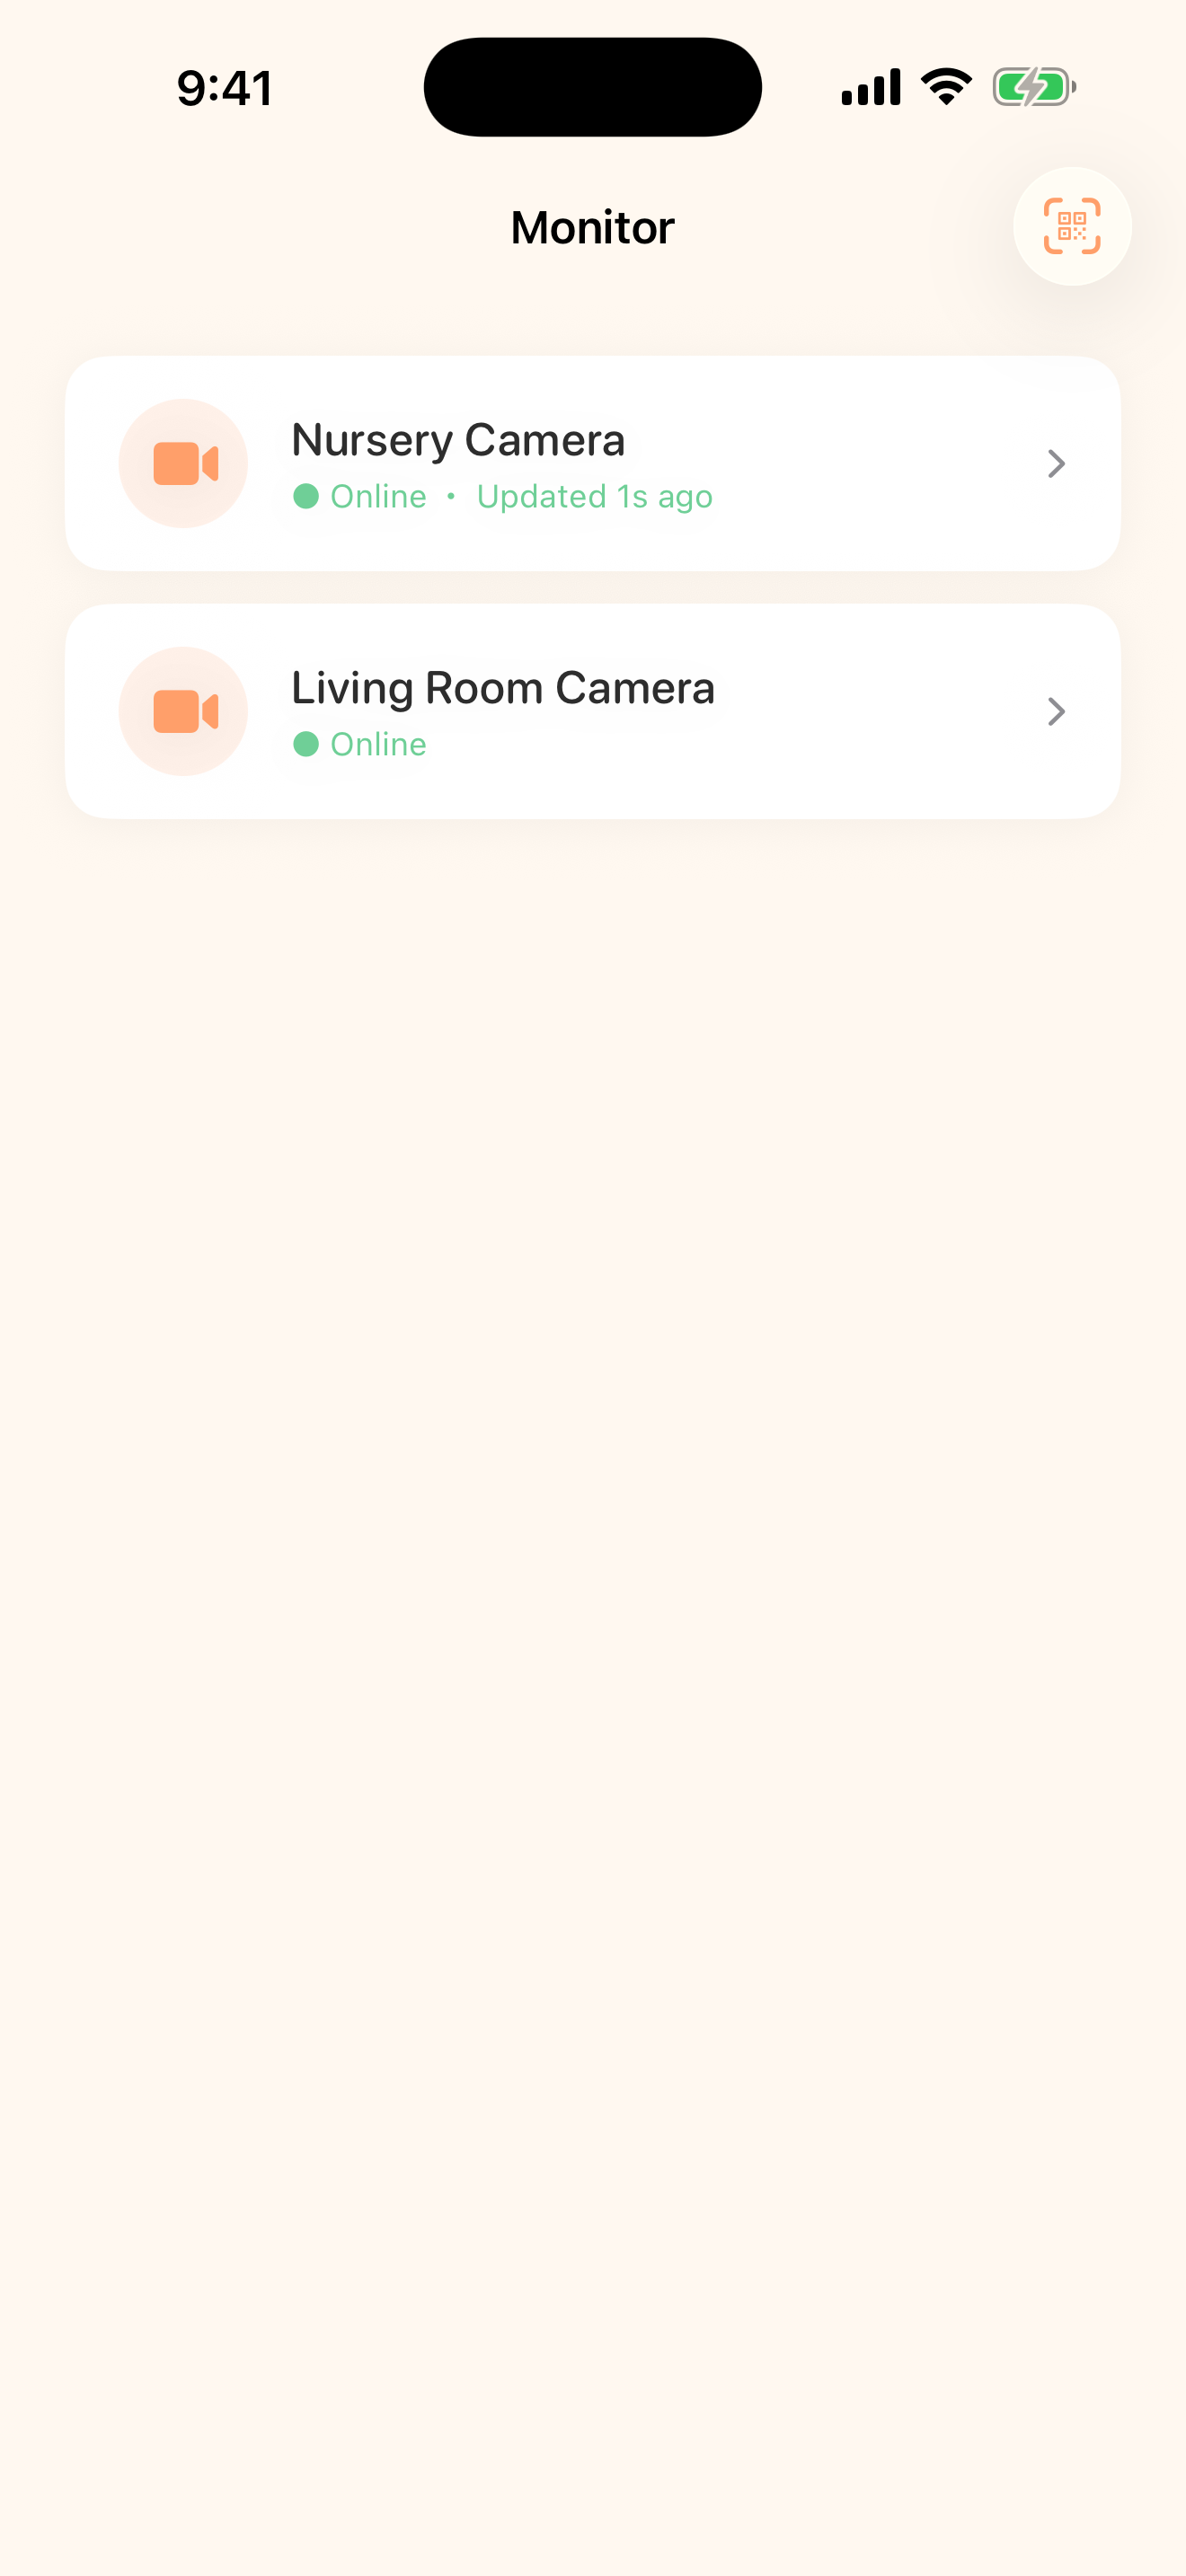 9:41
Monitor
Nursery Camera
Online • Updated 1s ago
Living Room Camera
Online